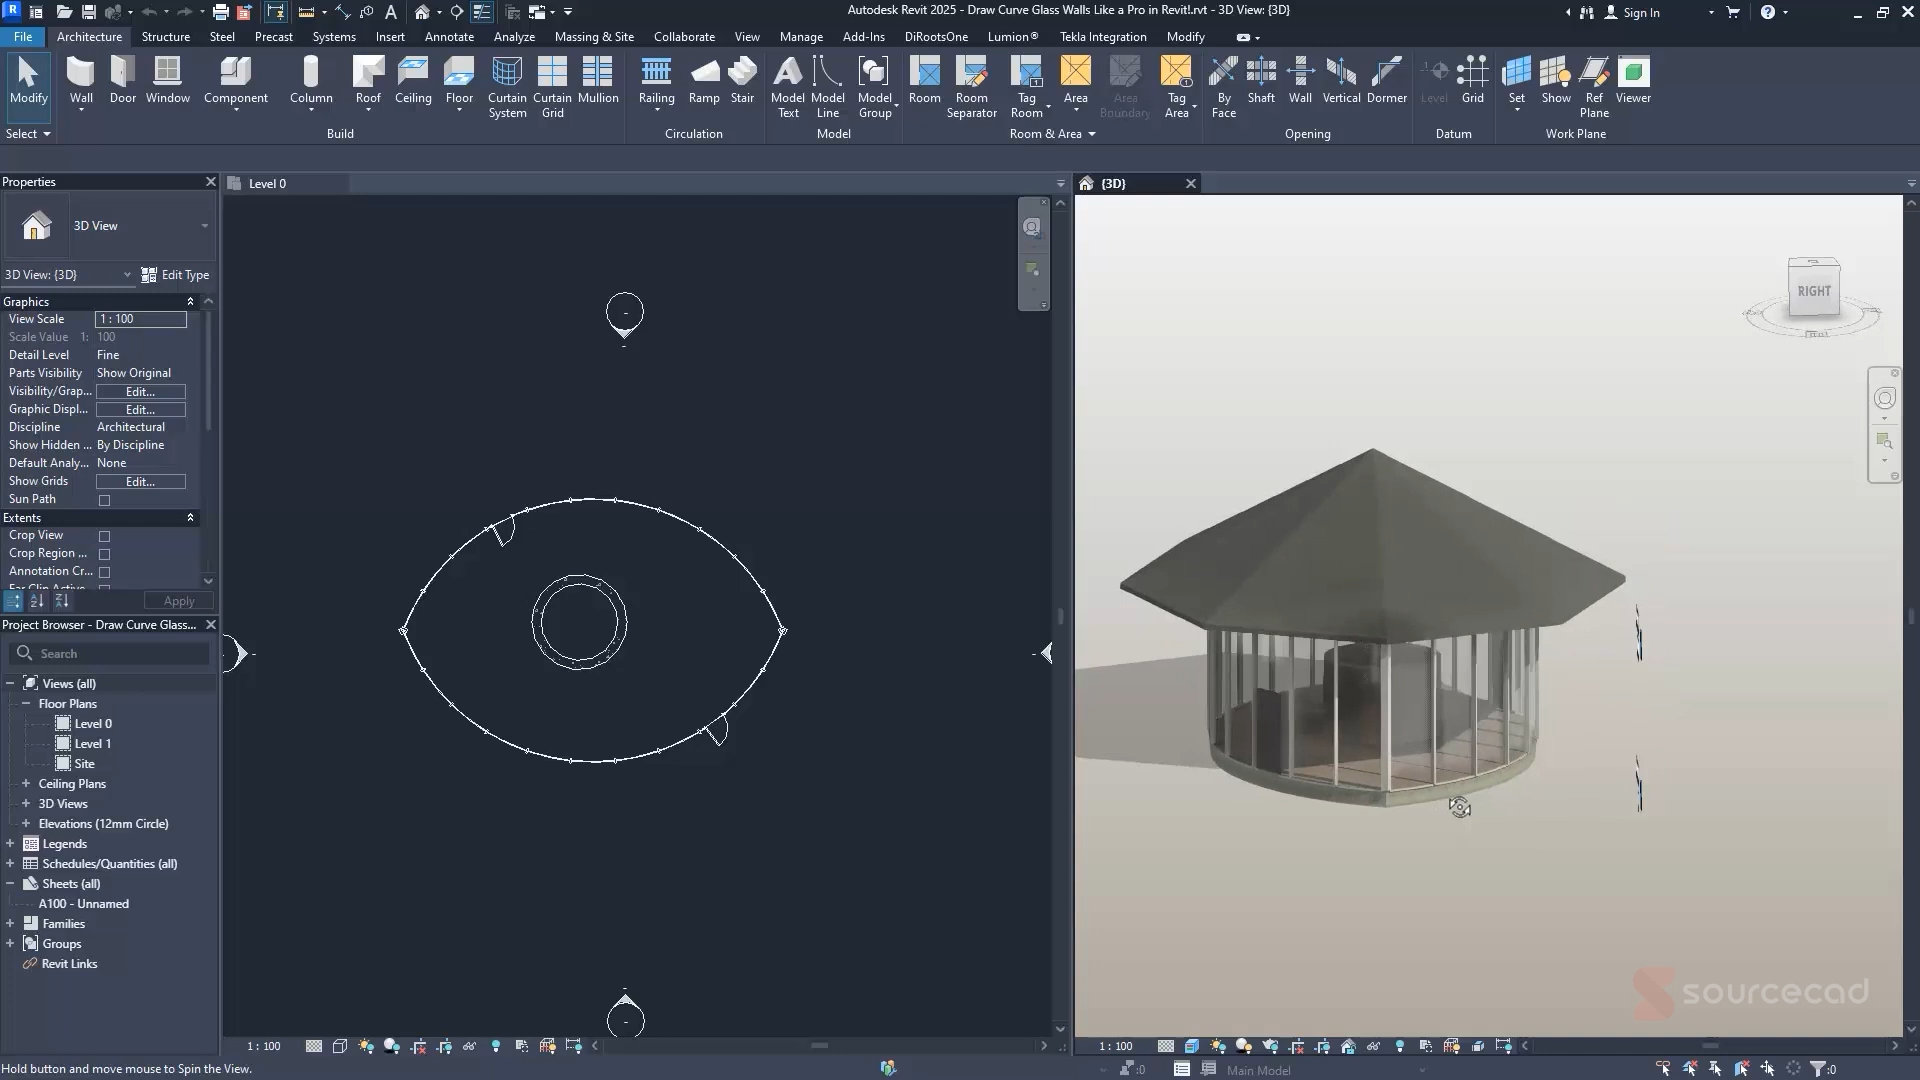 Autodesk Revit 2025 - Draw Curve Glass Walls Like a Pro in Revit!.rvt - 3D View: {3D}
Sign In
File Architecture Structure Steel Precast Systems Insert Annotate Analyze Massing & Site Collaborate View Manage Add-Ins DiRootsOne Lumion® Tekla Integration Modify
Modify Wall Door Window Component Column Roof Ceiling Floor Curtain System Curtain Grid Mullion Railing Ramp Stair Model Text Model Line Model Group Room Room Separator Tag Room Area Area Boundary Tag Area By Face Shaft Wall Vertical Dormer Level Grid Set Show Ref Plane Viewer
Select Build Circulation Model Room & Area Opening Datum Work Plane
Properties
Level 0
{3D}
3D View
3D View: {3D}
Edit Type
Graphics
View Scale 1 : 100
Scale Value 1: 100
Detail Level Fine
Parts Visibility Show Original
Visibility/Grap... Edit...
Graphic Displ... Edit...
Discipline Architectural
Show Hidden ... By Discipline
Default Analy... None
Show Grids Edit...
Sun Path
Extents
Crop View
Crop Region ...
Annotation Cr...
Far Clip Active
Apply
Project Browser - Draw Curve Glass...
Search
Views (all)
Floor Plans
Level 0
Level 1
Site
Ceiling Plans
3D Views
Elevations (12mm Circle)
Legends
Schedules/Quantities (all)
Sheets (all)
A100 - Unnamed
Families
Groups
Revit Links
RIGHT
sourcecad
1 : 100
1 : 100
Hold button and move mouse to Spin the View.
:0
Main Model
:0